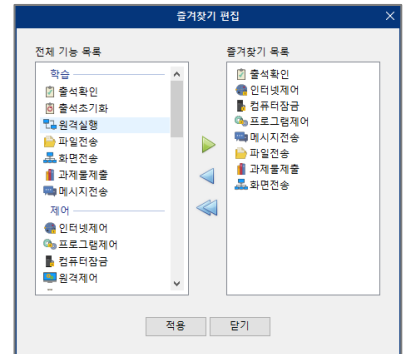 즐겨찾기 편집
전체 기능 목록
학습
출석확인
출석초기화
원격실행
파일전송
화면전송
과제물제출
메시지전송
제어
인터넷제어
프로그램제어
컴퓨터잠금
원격제어
즐겨찾기 목록
출석확인
인터넷제어
컴퓨터잠금
프로그램제어
메시지전송
파일전송
과제물제출
화면전송
적용
닫기